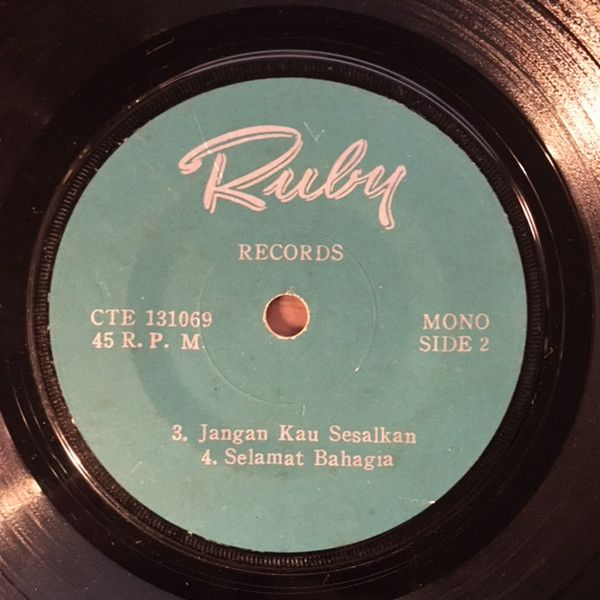 Ruby
RECORDS
CTE 131069
45 R. P. M.
MONO
SIDE 2
3. Jangan Kau Sesalkan
4. Selamat Bahagia